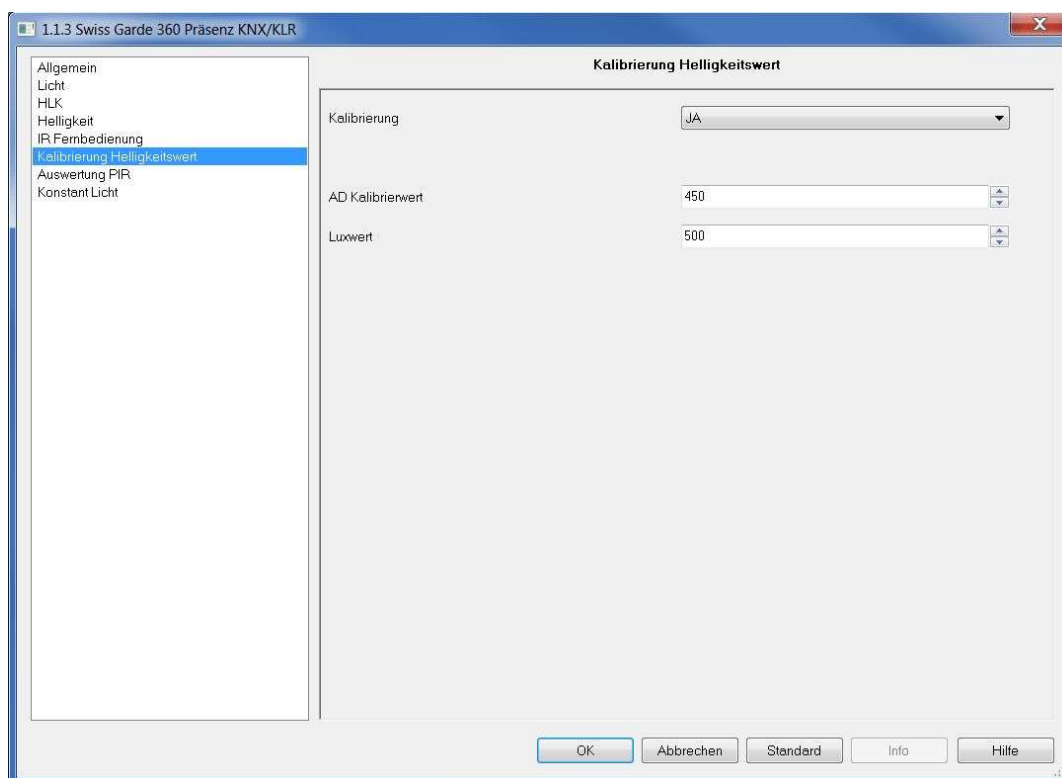 1.1.3 Swiss Garde 360 Präsenz KNX/KLR
Allgemein
Licht
HLK
Helligkeit
IR Fernbedienung
Kalibrierung Helligkeitswert
Auswertung PIR
Konstant Licht
Kalibrierung Helligkeitswert
Kalibrierung
JA
AD Kalibrierwert
450
Luxwert
500
OK
Abbrechen
Standard
Info
Hilfe